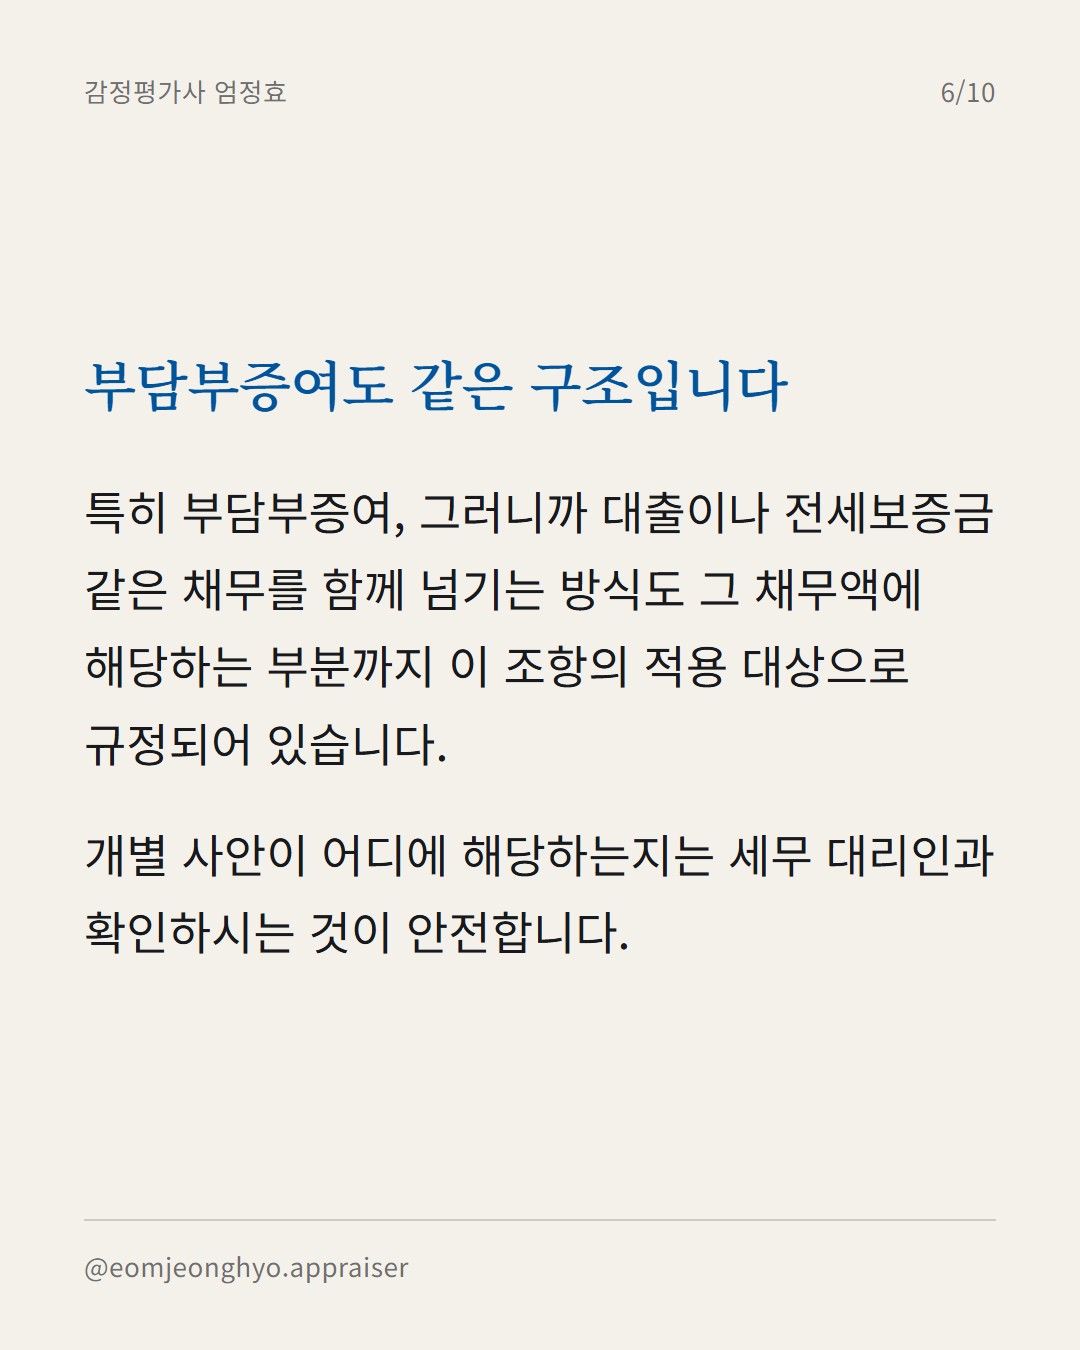 감정평가사 엄정효
6/10
부담부증여도 같은 구조입니다
특히 부담부증여, 그러니까 대출이나 전세보증금
같은 채무를 함께 넘기는 방식도 그 채무액에
해당하는 부분까지 이 조항의 적용 대상으로
규정되어 있습니다.
개별 사안이 어디에 해당하는지는 세무 대리인과
확인하시는 것이 안전합니다.
@eomjeonghyo.appraiser